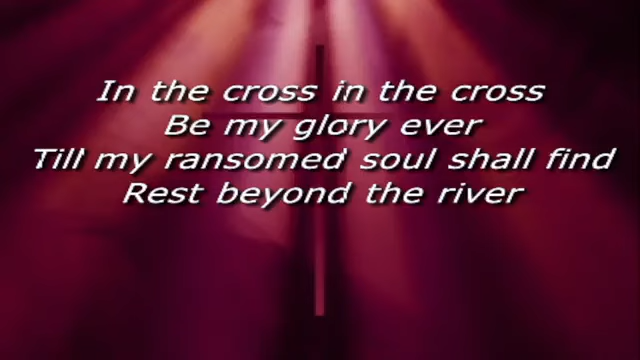 In the cross in the cross
Be my glory ever
Till my ransomed soul shall find
Rest beyond the river